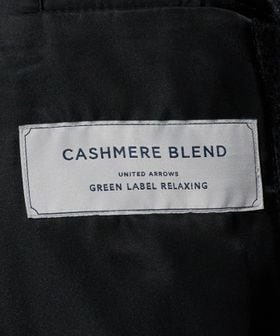 CASHMERE BLEND
UNITED ARROWS
GREEN LABEL RELAXING